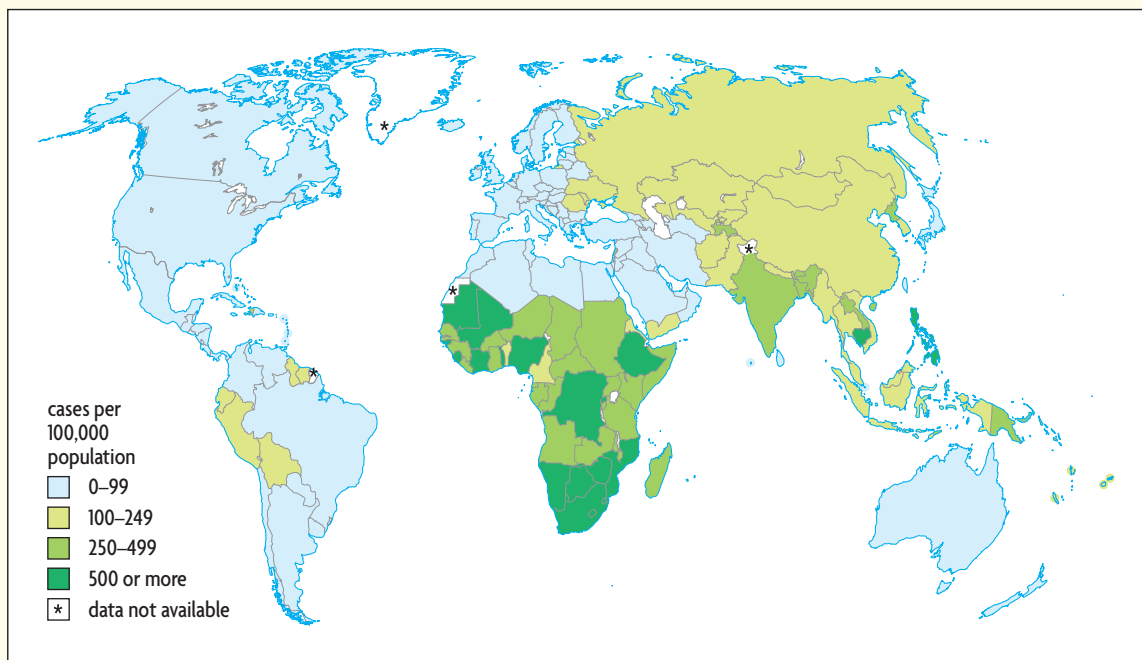 *
*
*
*
cases per
100,000
population
0–99
100–249
250–499
500 or more
* data not available